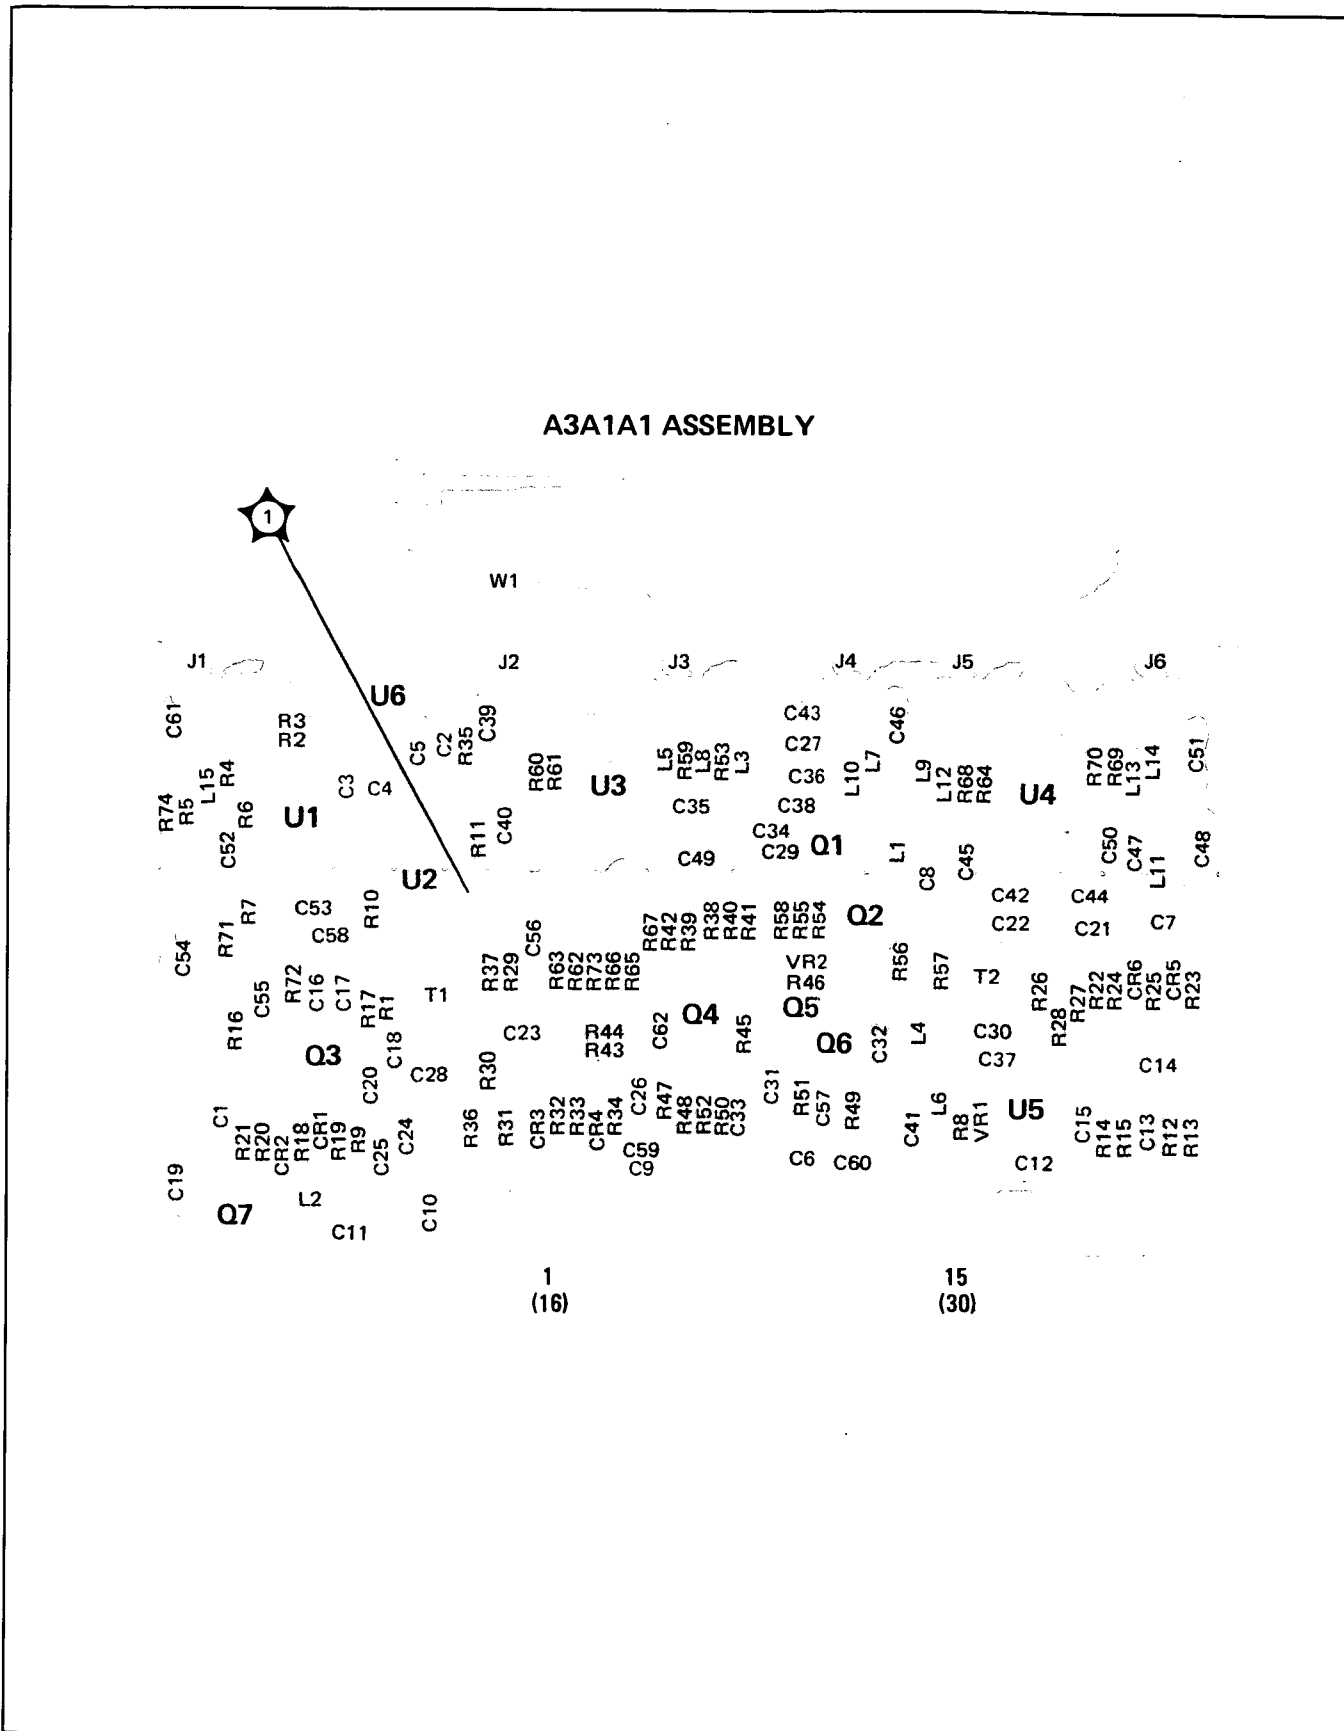 A3A1A1 ASSEMBLY
1
W1
J1 J2 J3 J4 J5 J6
U6
C61 R3 C39 C43 C46
R2 C5 C2 R35 C27 C51
L15 R4 C3 C4 R60 R61 U3 L5 R59 L8 R53 L3 C36 L10 L7 L9 L12 R68 R64 U4 R70 R69 L13 L14
R74 R5 R6 U1 R11 C40 C35 C38
C52 C49 C34 C29 Q1 L1 C8 C45 C50 C47 L11 C48
U2
R7 C53 R10 C42 C44
R71 C58 C56 R67 R42 R39 R38 R40 R41 R58 R55 R54 Q2 C22 C21 C7
C54 R37 R29 R63 R62 R73 R66 R65 VR2 R56 R57 T2
C55 R72 C16 C17 R17 R1 T1 R46 R26 R27 R22 R24 CR6 R25 CR5 R23
Q5
R16 C23 R44 C62 Q4 R45 C30 R28
Q3 C18 R43 Q6 C32 L4 C37
C20 C28 R30 C31 C14
C1 C26 R47 R51 C57 R49 L6 U5
R21 R20 CR2 R18 CR1 R19 R9 C25 C24 R36 R31 CR3 R32 R33 CR4 R34 R48 R52 R50 C33 C41 R8 VR1 C15 R14 R15 C13 R12 R13
C59
C19 C9 C6 C60 C12
Q7 L2 C10
C11
1 15
(16) (30)